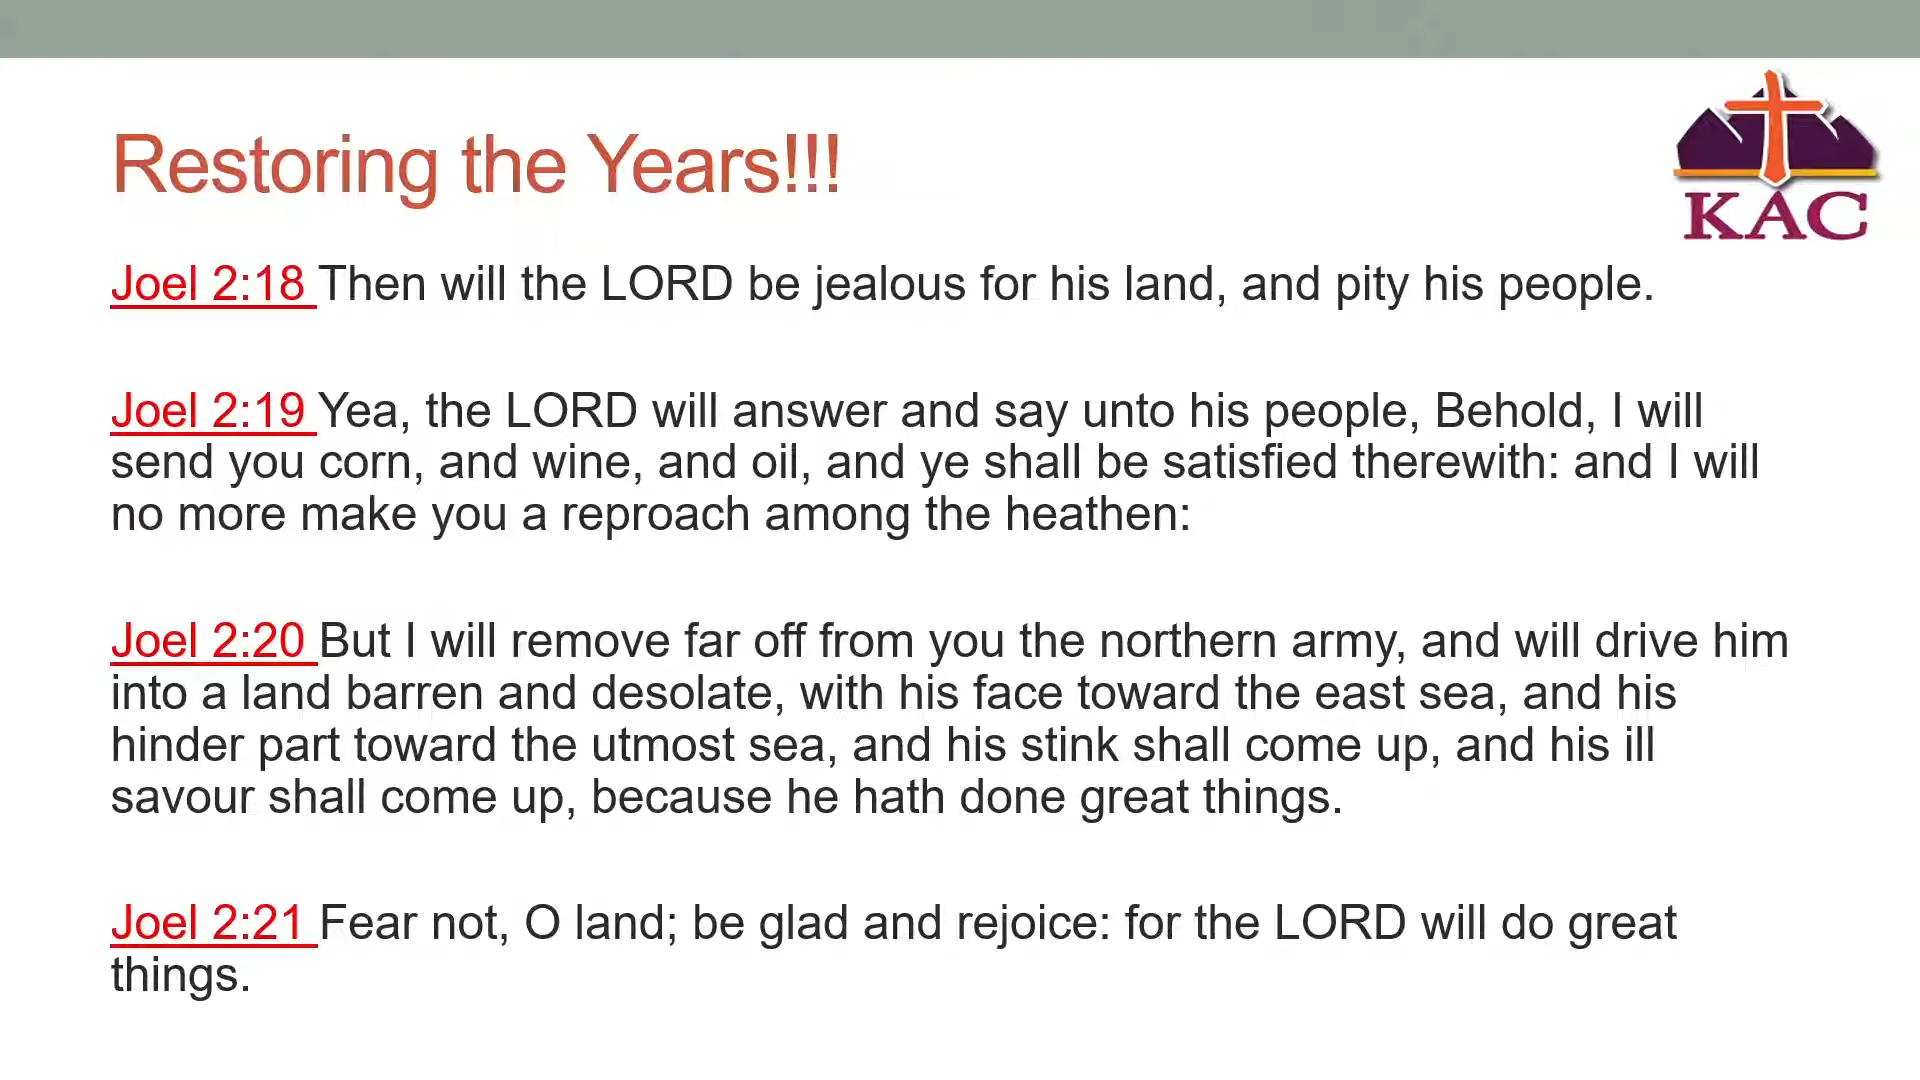 Restoring the Years!!!
KAC
Joel 2:18 Then will the LORD be jealous for his land, and pity his people.
Joel 2:19 Yea, the LORD will answer and say unto his people, Behold, I will
send you corn, and wine, and oil, and ye shall be satisfied therewith: and I will
no more make you a reproach among the heathen:
Joel 2:20 But I will remove far off from you the northern army, and will drive him
into a land barren and desolate, with his face toward the east sea, and his
hinder part toward the utmost sea, and his stink shall come up, and his ill
savour shall come up, because he hath done great things.
Joel 2:21 Fear not, O land; be glad and rejoice: for the LORD will do great
things.